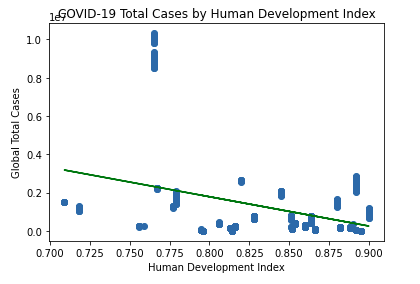 COVID-19 Total Cases by Human Development Index
1e7
1.0
0.8
0.6
0.4
0.2
0.0
Global Total Cases
0.700 0.725 0.750 0.775 0.800 0.825 0.850 0.875 0.900
Human Development Index